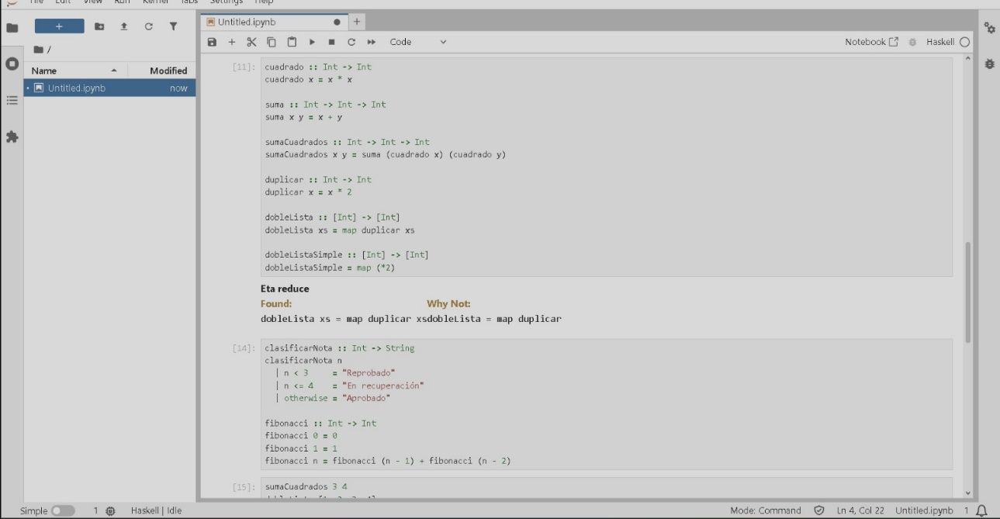 File Edit View Run Kernel Tabs Settings Help
Untitled.ipynb
Code
Notebook
Haskell
/
Name Modified
Untitled.ipynb now
[11]: cuadrado :: Int -> Int
cuadrado x = x * x
suma :: Int -> Int -> Int
suma x y = x + y
sumaCuadrados :: Int -> Int -> Int
sumaCuadrados x y = suma (cuadrado x) (cuadrado y)
duplicar :: Int -> Int
duplicar x = x * 2
dobleLista :: [Int] -> [Int]
dobleLista xs = map duplicar xs
dobleListaSimple :: [Int] -> [Int]
dobleListaSimple = map (*2)
Eta reduce
Found: Why Not:
dobleLista xs = map duplicar xsdobleLista = map duplicar
[14]: clasificarNota :: Int -> String
clasificarNota n
| n < 3 = "Reprobado"
| n <= 4 = "En recuperación"
| otherwise = "Aprobado"
fibonacci :: Int -> Int
fibonacci 0 = 0
fibonacci 1 = 1
fibonacci n = fibonacci (n - 1) + fibonacci (n - 2)
[15]: sumaCuadrados 3 4
Simple 1 Haskell | Idle Mode: Command Ln 4, Col 22 Untitled.ipynb 1